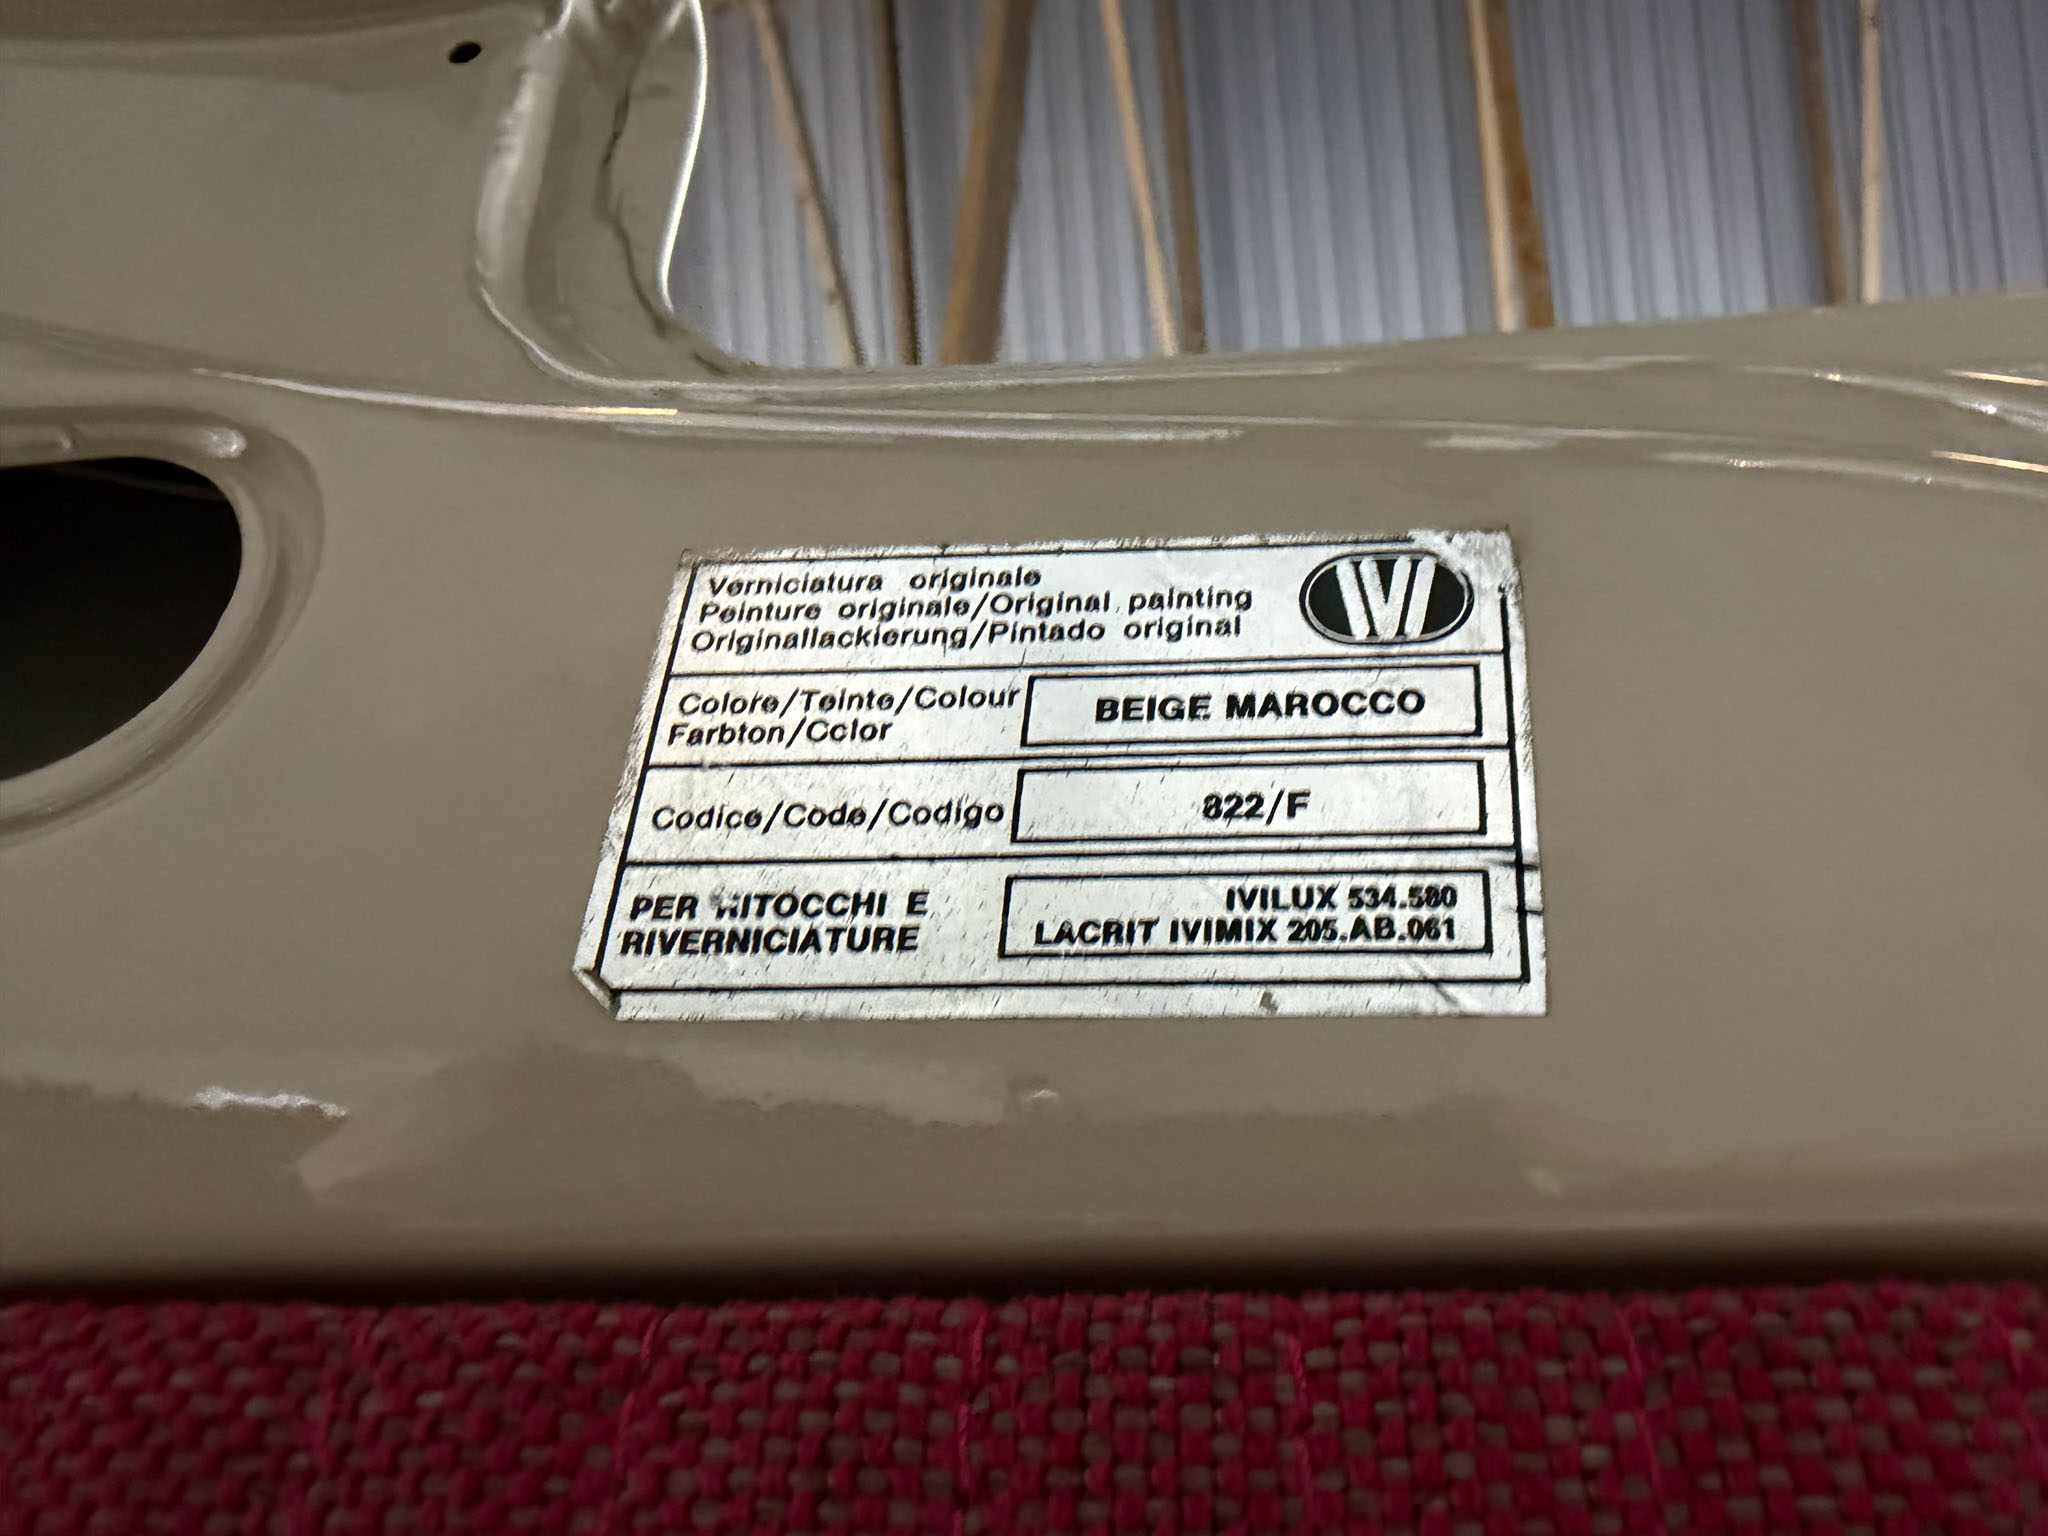 Verniciatura originale
Peinture originale/Original painting
Originallackierung/Pintado original
IVI
Colore/Teinte/Colour
Farbton/Color
BEIGE MAROCCO
Codice/Code/Codigo
822/F
PER RITOCCHI E
RIVERNICIATURE
IVILUX 534.580
LACRIT IVIMIX 205.AB.061